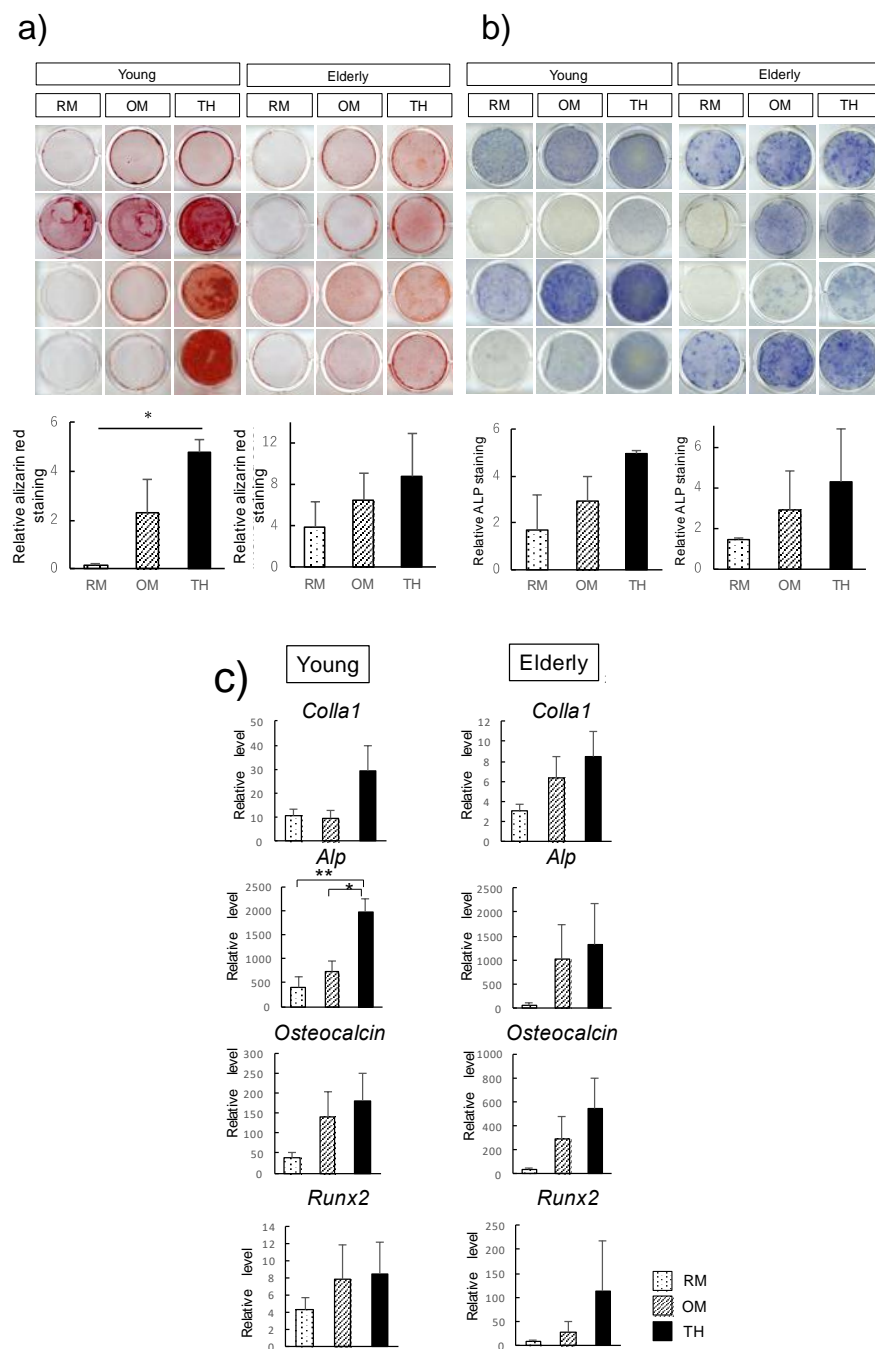 a)
b)
Young
Elderly
Young
Elderly
RM OM TH RM OM TH RM OM TH RM OM TH
Relative alizarin red
staining
6
4
2
0
*
RM OM TH
Relative alizarin red
staining
12
8
4
0
RM OM TH
Relative ALP staining
6
4
2
0
RM OM TH
Relative ALP staining
6
4
2
0
RM OM TH
c)
Young
Elderly
Colla1
Relative level
50
40
30
20
10
0
Colla1
Relative level
12
10
8
6
4
2
0
Alp
Relative level
2500
2000
1500
1000
500
0
**
*
Alp
Relative level
2500
2000
1500
1000
500
0
Osteocalcin
Relative level
300
250
200
150
100
50
0
Osteocalcin
Relative level
1000
800
600
400
200
0
Runx2
Relative level
14
12
10
8
6
4
2
0
Runx2
Relative level
250
200
150
100
50
0
RM
OM
TH